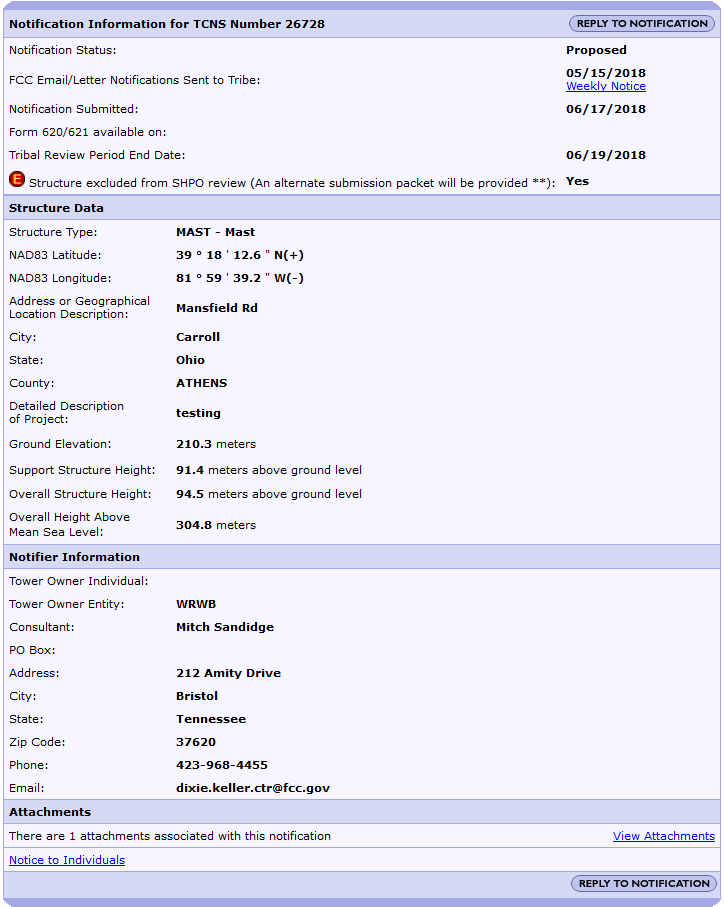 Notification Information for TCNS Number 26728 REPLY TO NOTIFICATION
Notification Status: Proposed
FCC Email/Letter Notifications Sent to Tribe: 05/15/2018
Weekly Notice
Notification Submitted: 06/17/2018
Form 620/621 available on:
Tribal Review Period End Date: 06/19/2018
E Structure excluded from SHPO review (An alternate submission packet will be provided **): Yes
Structure Data
Structure Type: MAST - Mast
NAD83 Latitude: 39 ° 18 ' 12.6 " N(+)
NAD83 Longitude: 81 ° 59 ' 39.2 " W(-)
Address or Geographical
Location Description: Mansfield Rd
City: Carroll
State: Ohio
County: ATHENS
Detailed Description
of Project: testing
Ground Elevation: 210.3 meters
Support Structure Height: 91.4 meters above ground level
Overall Structure Height: 94.5 meters above ground level
Overall Height Above
Mean Sea Level: 304.8 meters
Notifier Information
Tower Owner Individual:
Tower Owner Entity: WRWB
Consultant: Mitch Sandidge
PO Box:
Address: 212 Amity Drive
City: Bristol
State: Tennessee
Zip Code: 37620
Phone: 423-968-4455
Email: dixie.keller.ctr@fcc.gov
Attachments
There are 1 attachments associated with this notification View Attachments
Notice to Individuals
REPLY TO NOTIFICATION